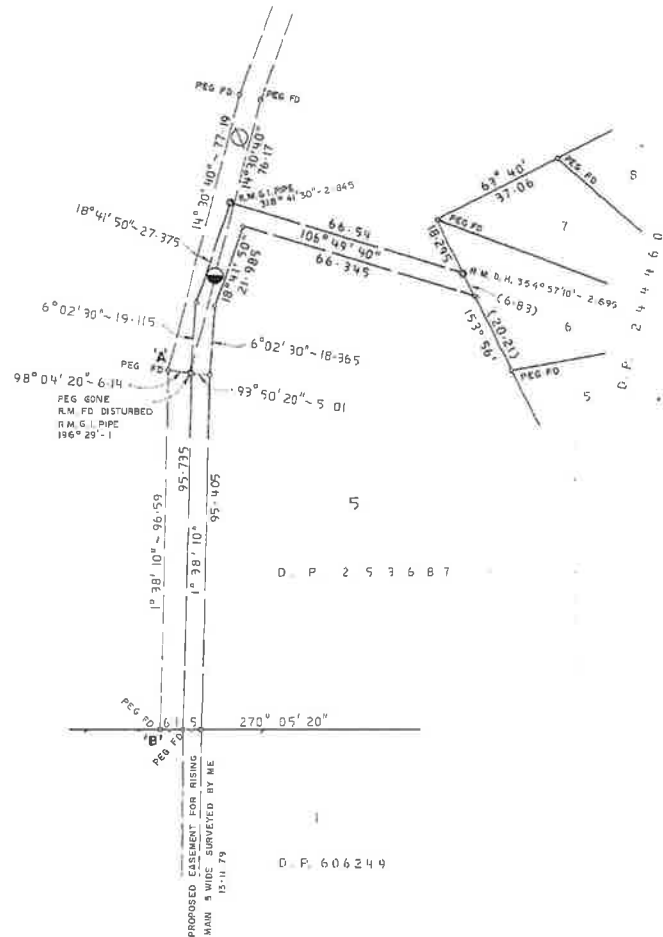 PEG FD
PEG FD
14° 30' 40" ~ 77·19
14° 30' 40"
76·17
R.M.G.I. PIPE
318° 41' 30" - 2·845
18° 41' 50" ~ 27·375
18° 41' 50"
21·985
66·54
106° 49' 40"
66·345
63° 40'
37·06
PEG FD
8
7
PEG FD
18·295
R.M.D.H. 354° 57' 10" - 2·695
(6·83)
6
(20·21)
153° 56'
PEG FD
5
D.P. 244460
6° 02' 30" ~ 19·115
6° 02' 30" ~ 18·365
'A'
PEG
FD
98° 04' 20" ~ 6·14
93° 50' 20" ~ 5·01
PEG GONE
R.M. FD DISTURBED
R.M.G.I. PIPE
196° 29' - 1
1° 38' 10" ~ 96·59
95·735
1° 38' 10"
95·405
5
D. P. 253687
PEG FD
6
5
270° 05' 20"
'B'
PEG FD
PROPOSED EASEMENT FOR RISING
MAIN 5 WIDE SURVEYED BY ME
1
D. P. 606249